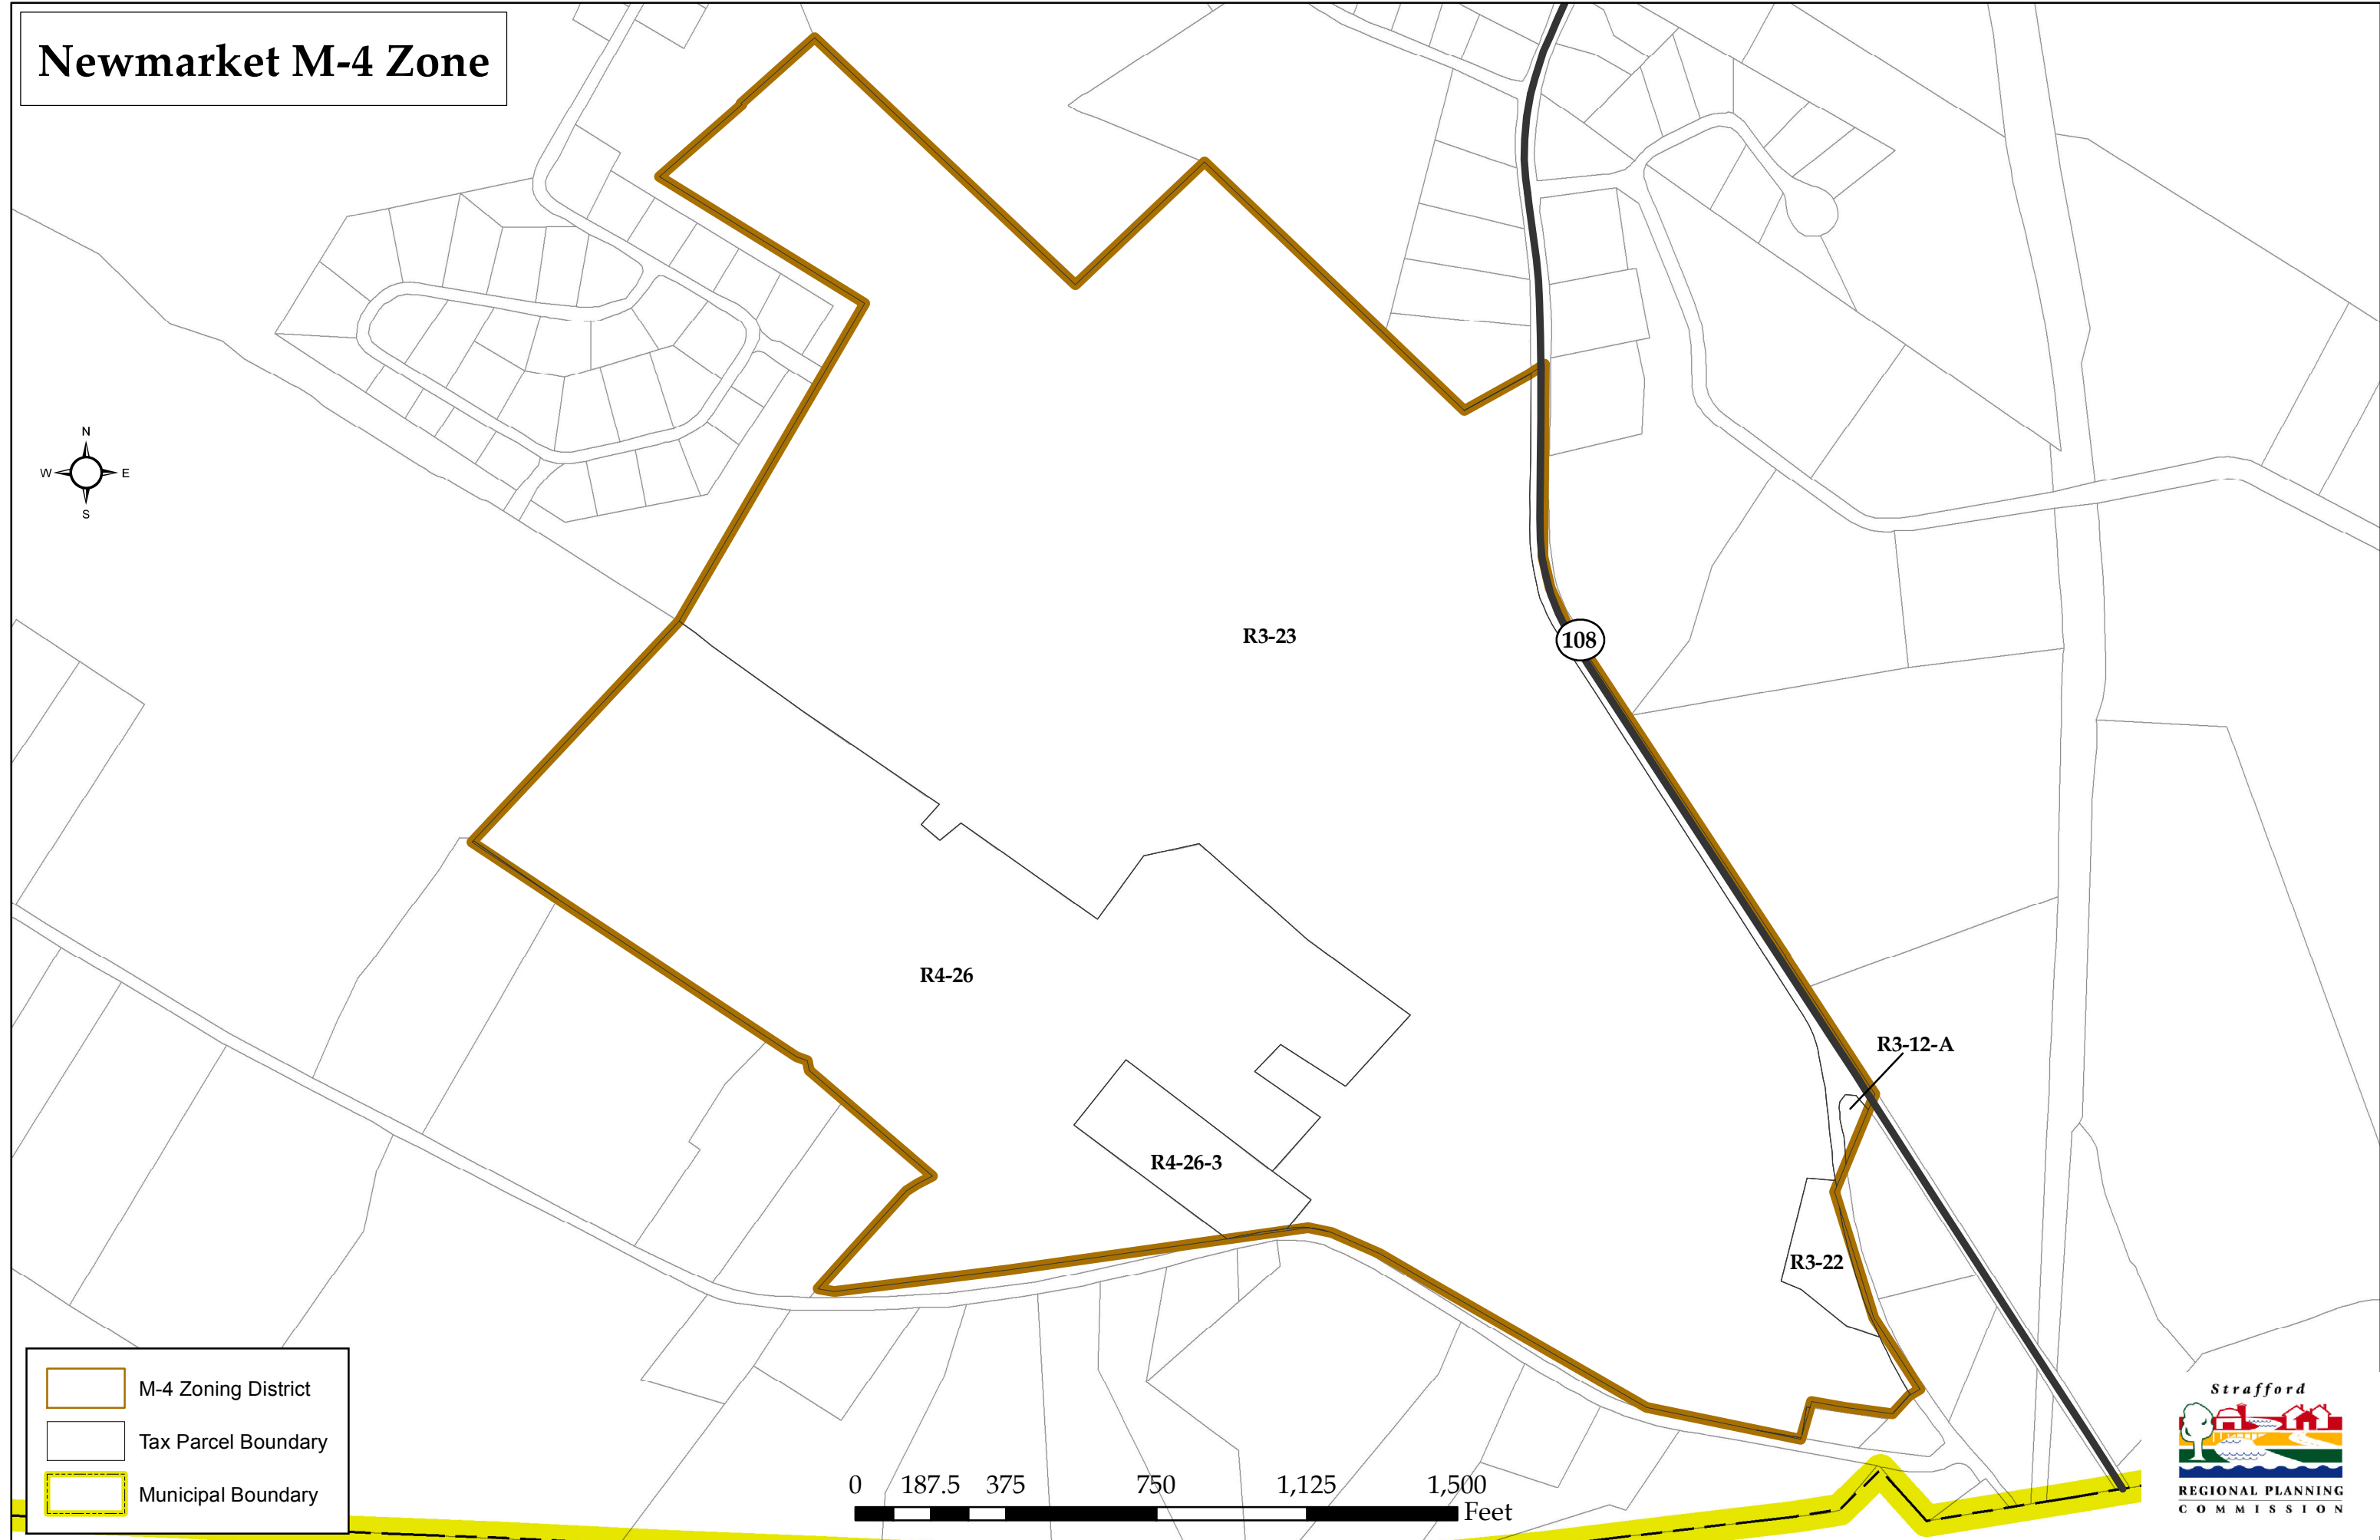 Newmarket M-4 Zone
N
W E
S
R3-23
108
R4-26
R3-12-A
R4-26-3
R3-22
M-4 Zoning District
Tax Parcel Boundary
Municipal Boundary
0 187.5 375 750 1,125 1,500
Feet
Strafford
REGIONAL PLANNING
COMMISSION